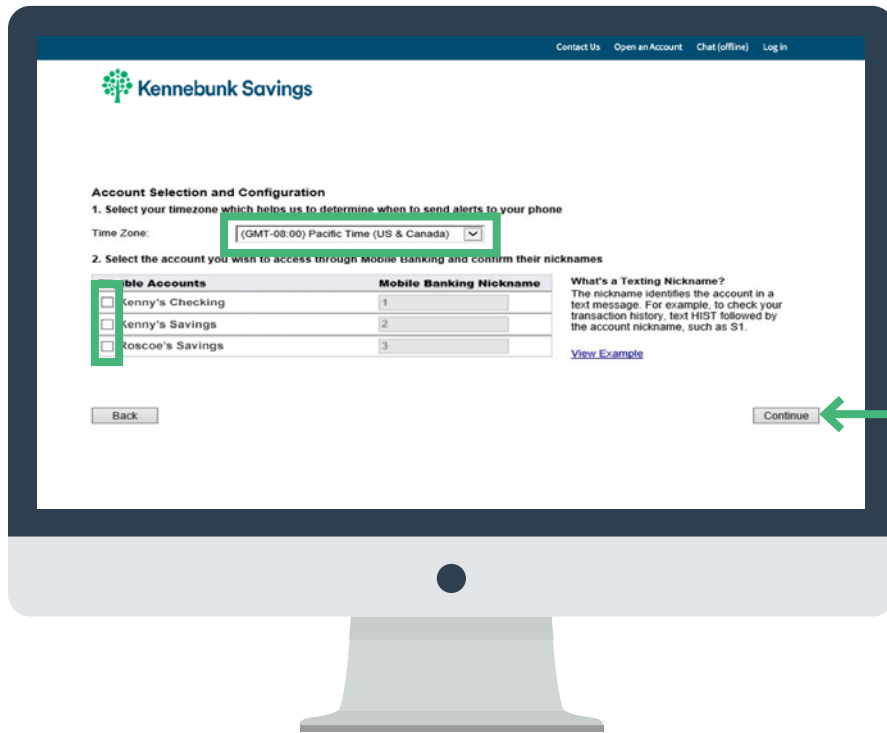 Contact Us Open an Account Chat (offline) Log in
Kennebunk Savings
Account Selection and Configuration
1. Select your timezone which helps us to determine when to send alerts to your phone
Time Zone: (GMT-08:00) Pacific Time (US & Canada)
2. Select the account you wish to access through Mobile Banking and confirm their nicknames
Accounts Mobile Banking Nickname
Kenny's Checking 1
Kenny's Savings 2
Roscoe's Savings 3
What's a Texting Nickname?
The nickname identifies the account in a
text message. For example, to check your
transaction history, text HIST followed by
the account nickname, such as S1.
View Example
Back Continue